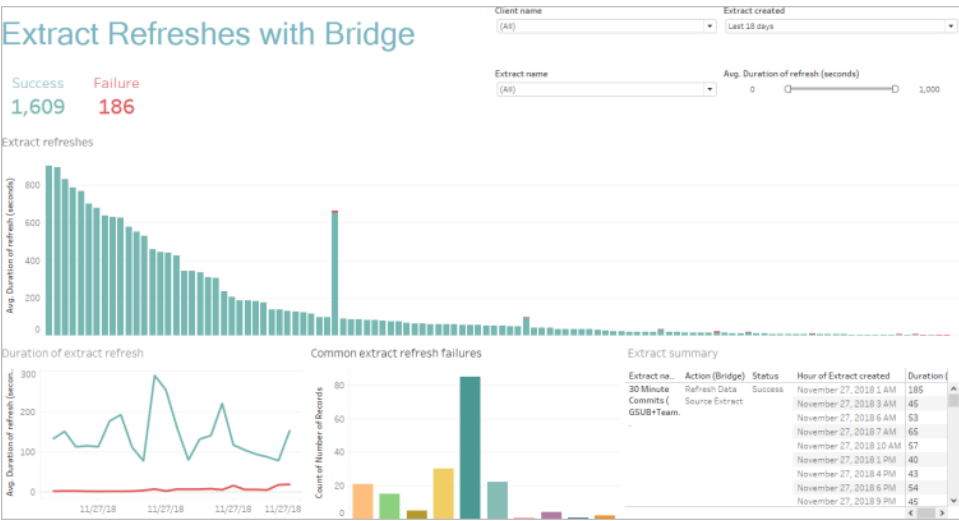 Extract Refreshes with Bridge
Client name
(All)
Extract created
Last 18 days
Extract name
(All)
Avg. Duration of refresh (seconds)
0
1,000
Success
Failure
1,609
186
Extract refreshes
Avg. Duration of refresh (seconds)
800
600
400
200
0
Duration of extract refresh
Avg. Duration of refresh (secon..
300
200
100
0
11/27/18
11/27/18
11/27/18
11/27/18
Common extract refresh failures
Count of Number of Records
80
60
40
20
0
Extract summary
Extract na.. Action (Bridge) Status Hour of Extract created Duration (
30 Minute Refresh Data Success November 27, 2018 1 AM 185
Commits ( Source Extract November 27, 2018 3 AM 45
GSUB+Team. November 27, 2018 6 AM 53
. November 27, 2018 7 AM 65
November 27, 2018 10 AM 57
November 27, 2018 1 PM 40
November 27, 2018 4 PM 43
November 27, 2018 6 PM 54
November 27, 2018 9 PM 45